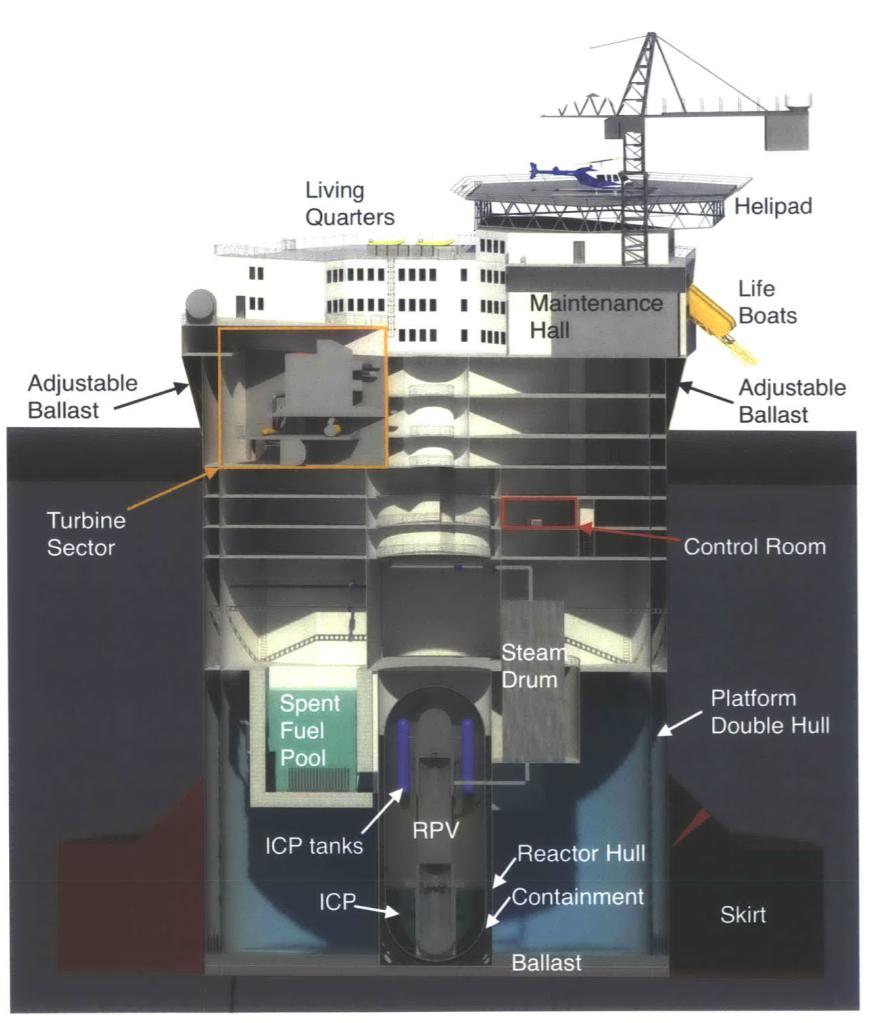 Living
Quarters
Helipad
Life
Boats
Maintenance
Hall
Adjustable
Ballast
Adjustable
Ballast
Turbine
Sector
Control Room
Steam
Drum
Spent
Fuel
Pool
Platform
Double Hull
ICP tanks
RPV
Reactor Hull
ICP
Containment
Skirt
Ballast